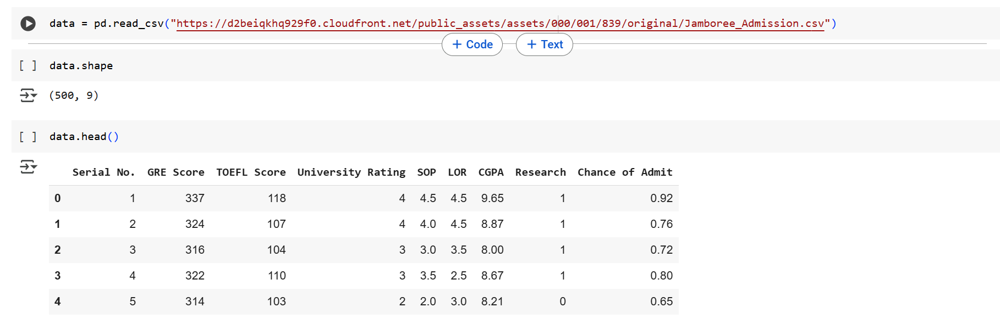 data = pd.read_csv("https://d2beiqkhq929f0.cloudfront.net/public_assets/assets/000/001/839/original/Jamboree_Admission.csv")
+ Code + Text
[ ] data.shape
(500, 9)
[ ] data.head()
Serial No. GRE Score TOEFL Score University Rating SOP LOR CGPA Research Chance of Admit
0 1 337 118 4 4.5 4.5 9.65 1 0.92
1 2 324 107 4 4.0 4.5 8.87 1 0.76
2 3 316 104 3 3.0 3.5 8.00 1 0.72
3 4 322 110 3 3.5 2.5 8.67 1 0.80
4 5 314 103 2 2.0 3.0 8.21 0 0.65